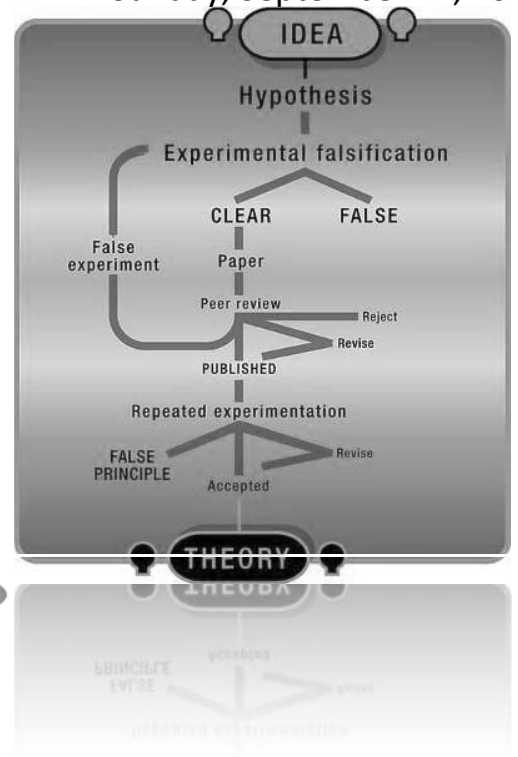 IDEA
Hypothesis
Experimental falsification
CLEAR FALSE
False
experiment
Paper
Peer review
Reject
Revise
PUBLISHED
Repeated experimentation
FALSE
PRINCIPLE
Revise
Accepted
THEORY